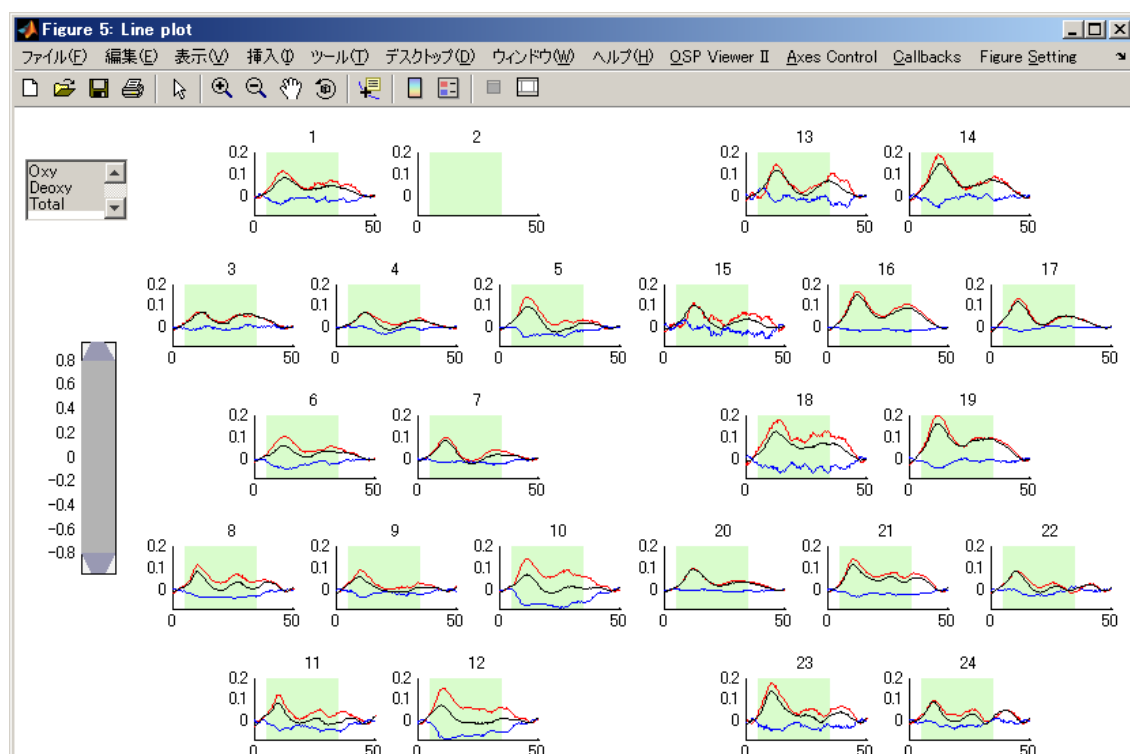 Figure 5: Line plot
ファイル(F) 編集(E) 表示(V) 挿入(I) ツール(T) デスクトップ(D) ウィンドウ(W) ヘルプ(H) OSP Viewer II Axes Control Callbacks Figure Setting
Oxy
Deoxy
Total
0.8
0.6
0.4
0.2
0
-0.2
-0.4
-0.6
-0.8
1 2 13 14
0.2 0.2 0.2 0.2
0.1 0.1 0.1 0.1
0 0 0 0
0 50 0 50 0 50 0 50
3 4 5 15 16 17
0.2 0.2 0.2 0.2 0.2 0.2
0.1 0.1 0.1 0.1 0.1 0.1
0 0 0 0 0 0
0 50 0 50 0 50 0 50 0 50 0 50
6 7 18 19
0.2 0.2 0.2 0.2
0.1 0.1 0.1 0.1
0 0 0 0
0 50 0 50 0 50 0 50
8 9 10 20 21 22
0.2 0.2 0.2 0.2 0.2 0.2
0.1 0.1 0.1 0.1 0.1 0.1
0 0 0 0 0 0
0 50 0 50 0 50 0 50 0 50 0 50
11 12 23 24
0.2 0.2 0.2 0.2
0.1 0.1 0.1 0.1
0 0 0 0
0 50 0 50 0 50 0 50